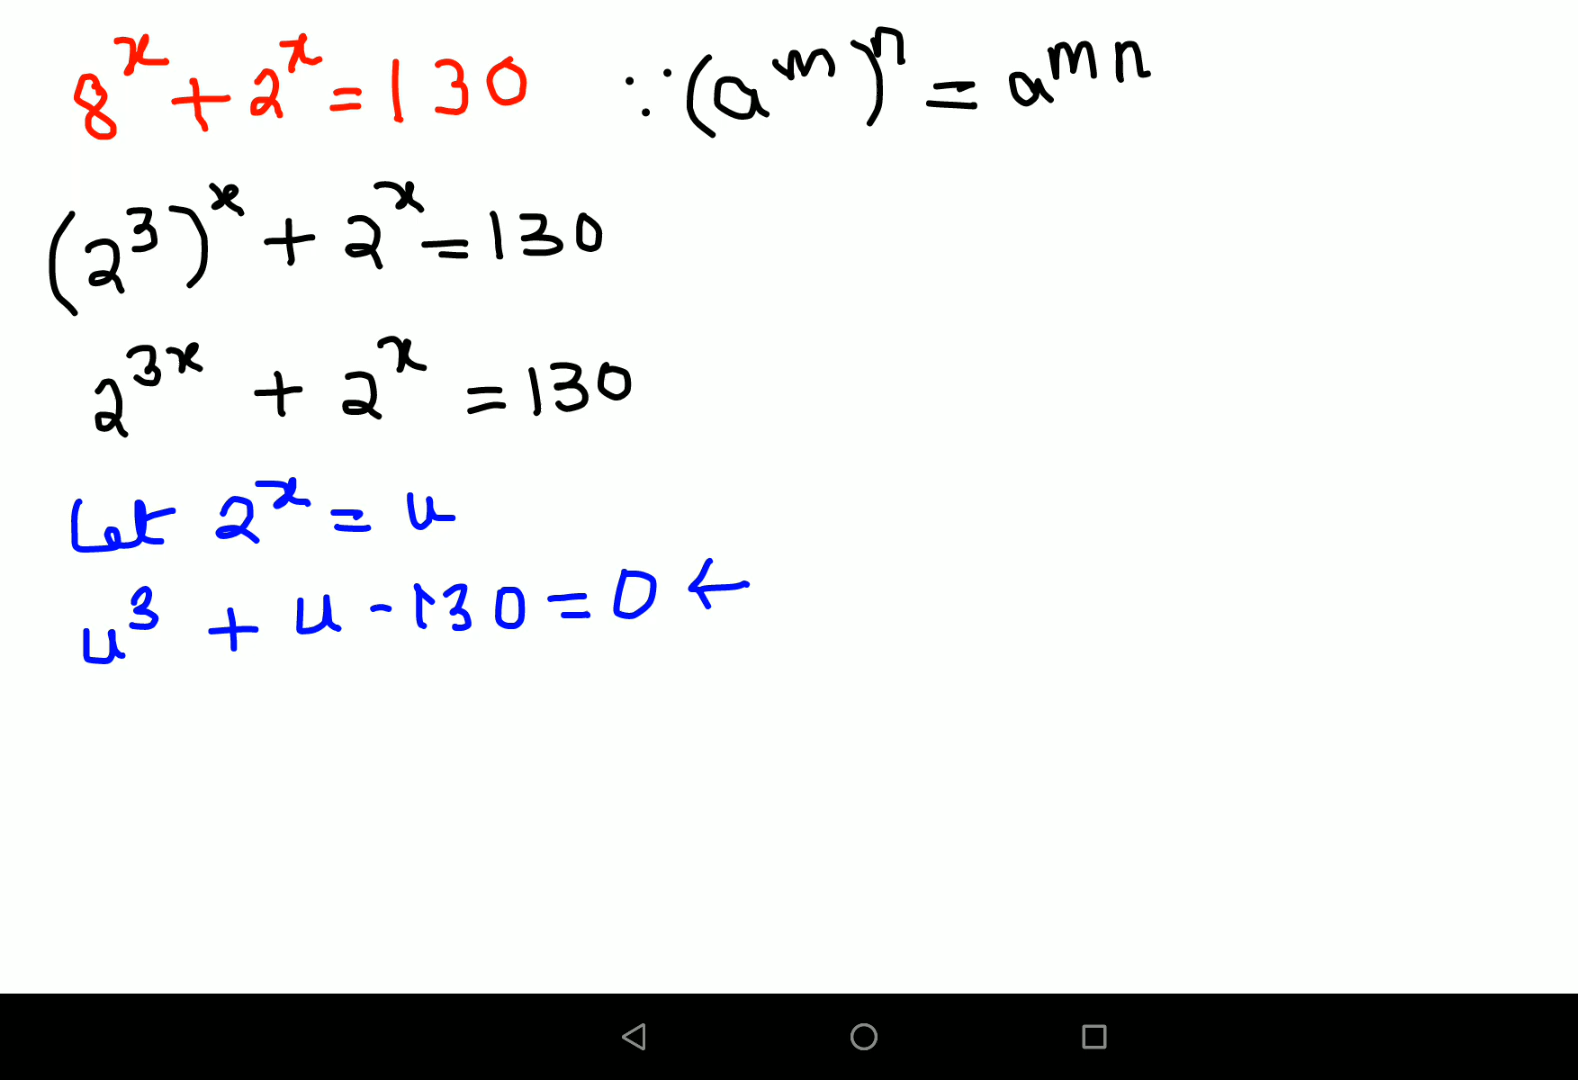 8^x + 2^x = 130 ∵ (a^m)^n = a^{mn}
(2^3)^x + 2^x = 130
2^{3x} + 2^x = 130
Let 2^x = u
u^3 + u - 130 = 0 ←